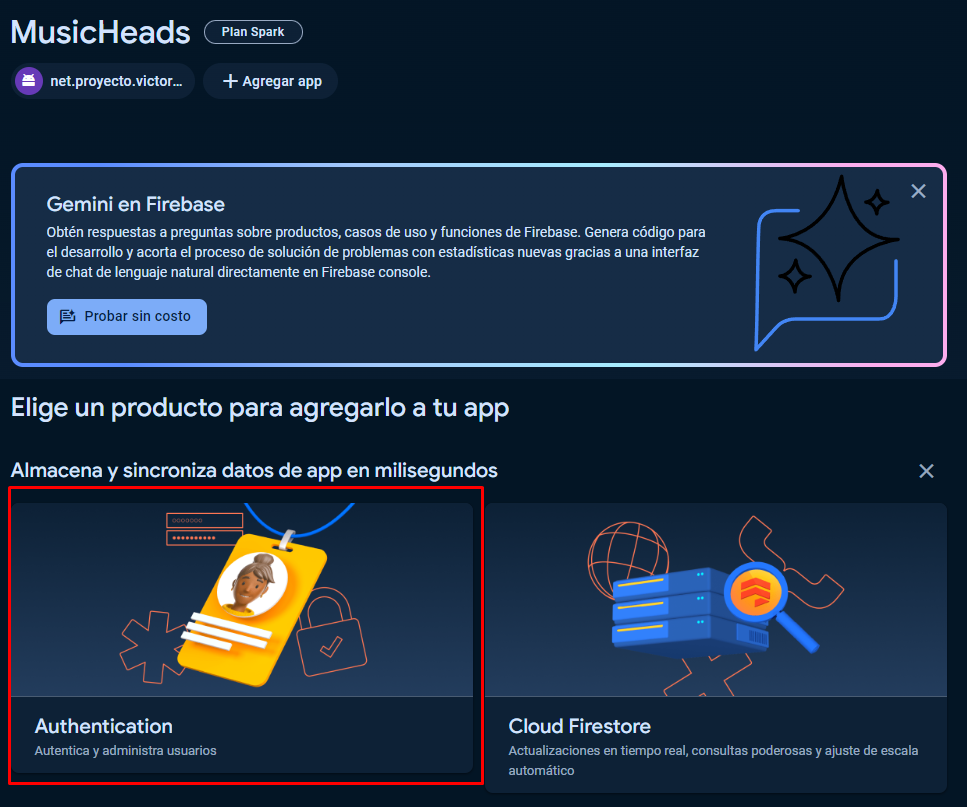 MusicHeads
Plan Spark
net.proyecto.victor...
Agregar app
Gemini en Firebase
Obtén respuestas a preguntas sobre productos, casos de uso y funciones de Firebase. Genera código para
el desarrollo y acorta el proceso de solución de problemas con estadísticas nuevas gracias a una interfaz
de chat de lenguaje natural directamente en Firebase console.
Probar sin costo
Elige un producto para agregarlo a tu app
Almacena y sincroniza datos de app en milisegundos
Authentication
Autentica y administra usuarios
Cloud Firestore
Actualizaciones en tiempo real, consultas poderosas y ajuste de escala
automático